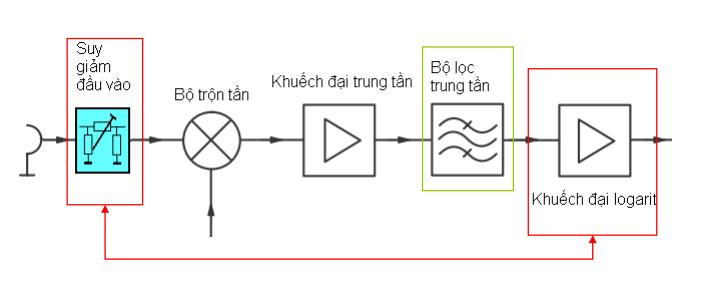 Suy
giảm
đầu vào
Bộ trộn tần
Khuếch đại trung tần
Bộ lọc
trung tần
Khuếch đại logarit